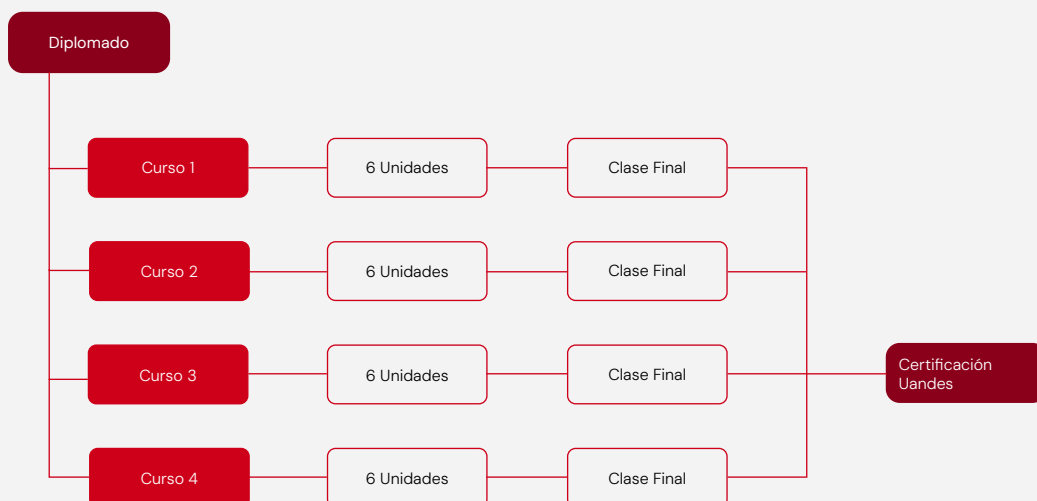 Diplomado
Curso 1
6 Unidades
Clase Final
Curso 2
6 Unidades
Clase Final
Curso 3
6 Unidades
Clase Final
Certificación
Uandes
Curso 4
6 Unidades
Clase Final